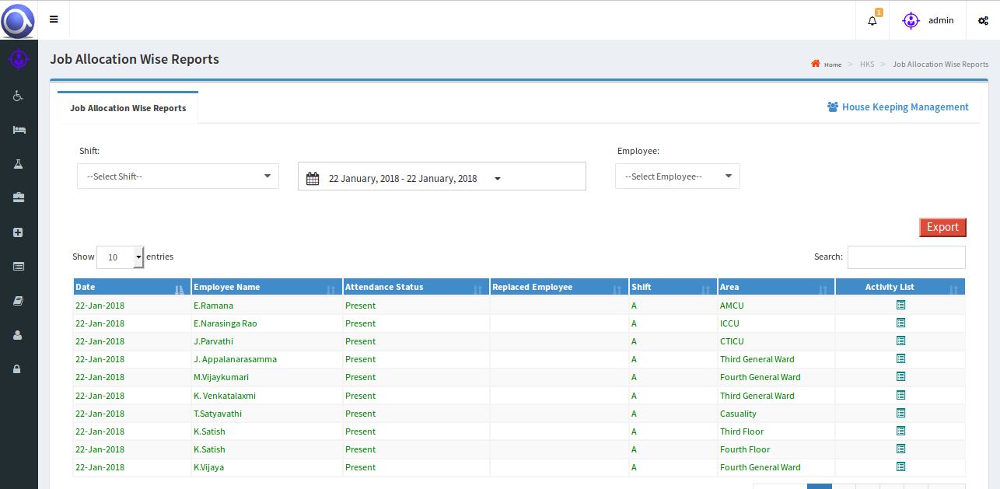 1
admin
Job Allocation Wise Reports
Home > HKS > Job Allocation Wise Reports
Job Allocation Wise Reports
House Keeping Management
Shift:
Employee:
--Select Shift--
22 January, 2018 - 22 January, 2018
--Select Employee--
Export
Show 10 entries
Search:
Date Employee Name Attendance Status Replaced Employee Shift Area Activity List
22-Jan-2018 E.Ramana Present A AMCU
22-Jan-2018 E.Narasinga Rao Present A ICCU
22-Jan-2018 J.Parvathi Present A CTICU
22-Jan-2018 J. Appalanarasamma Present A Third General Ward
22-Jan-2018 M.Vijaykumari Present A Fourth General Ward
22-Jan-2018 K. Venkatalaxmi Present A Third General Ward
22-Jan-2018 T.Satyavathi Present A Casuality
22-Jan-2018 K.Satish Present A Third Floor
22-Jan-2018 K.Satish Present A Fourth Floor
22-Jan-2018 K.Vijaya Present A Fourth General Ward